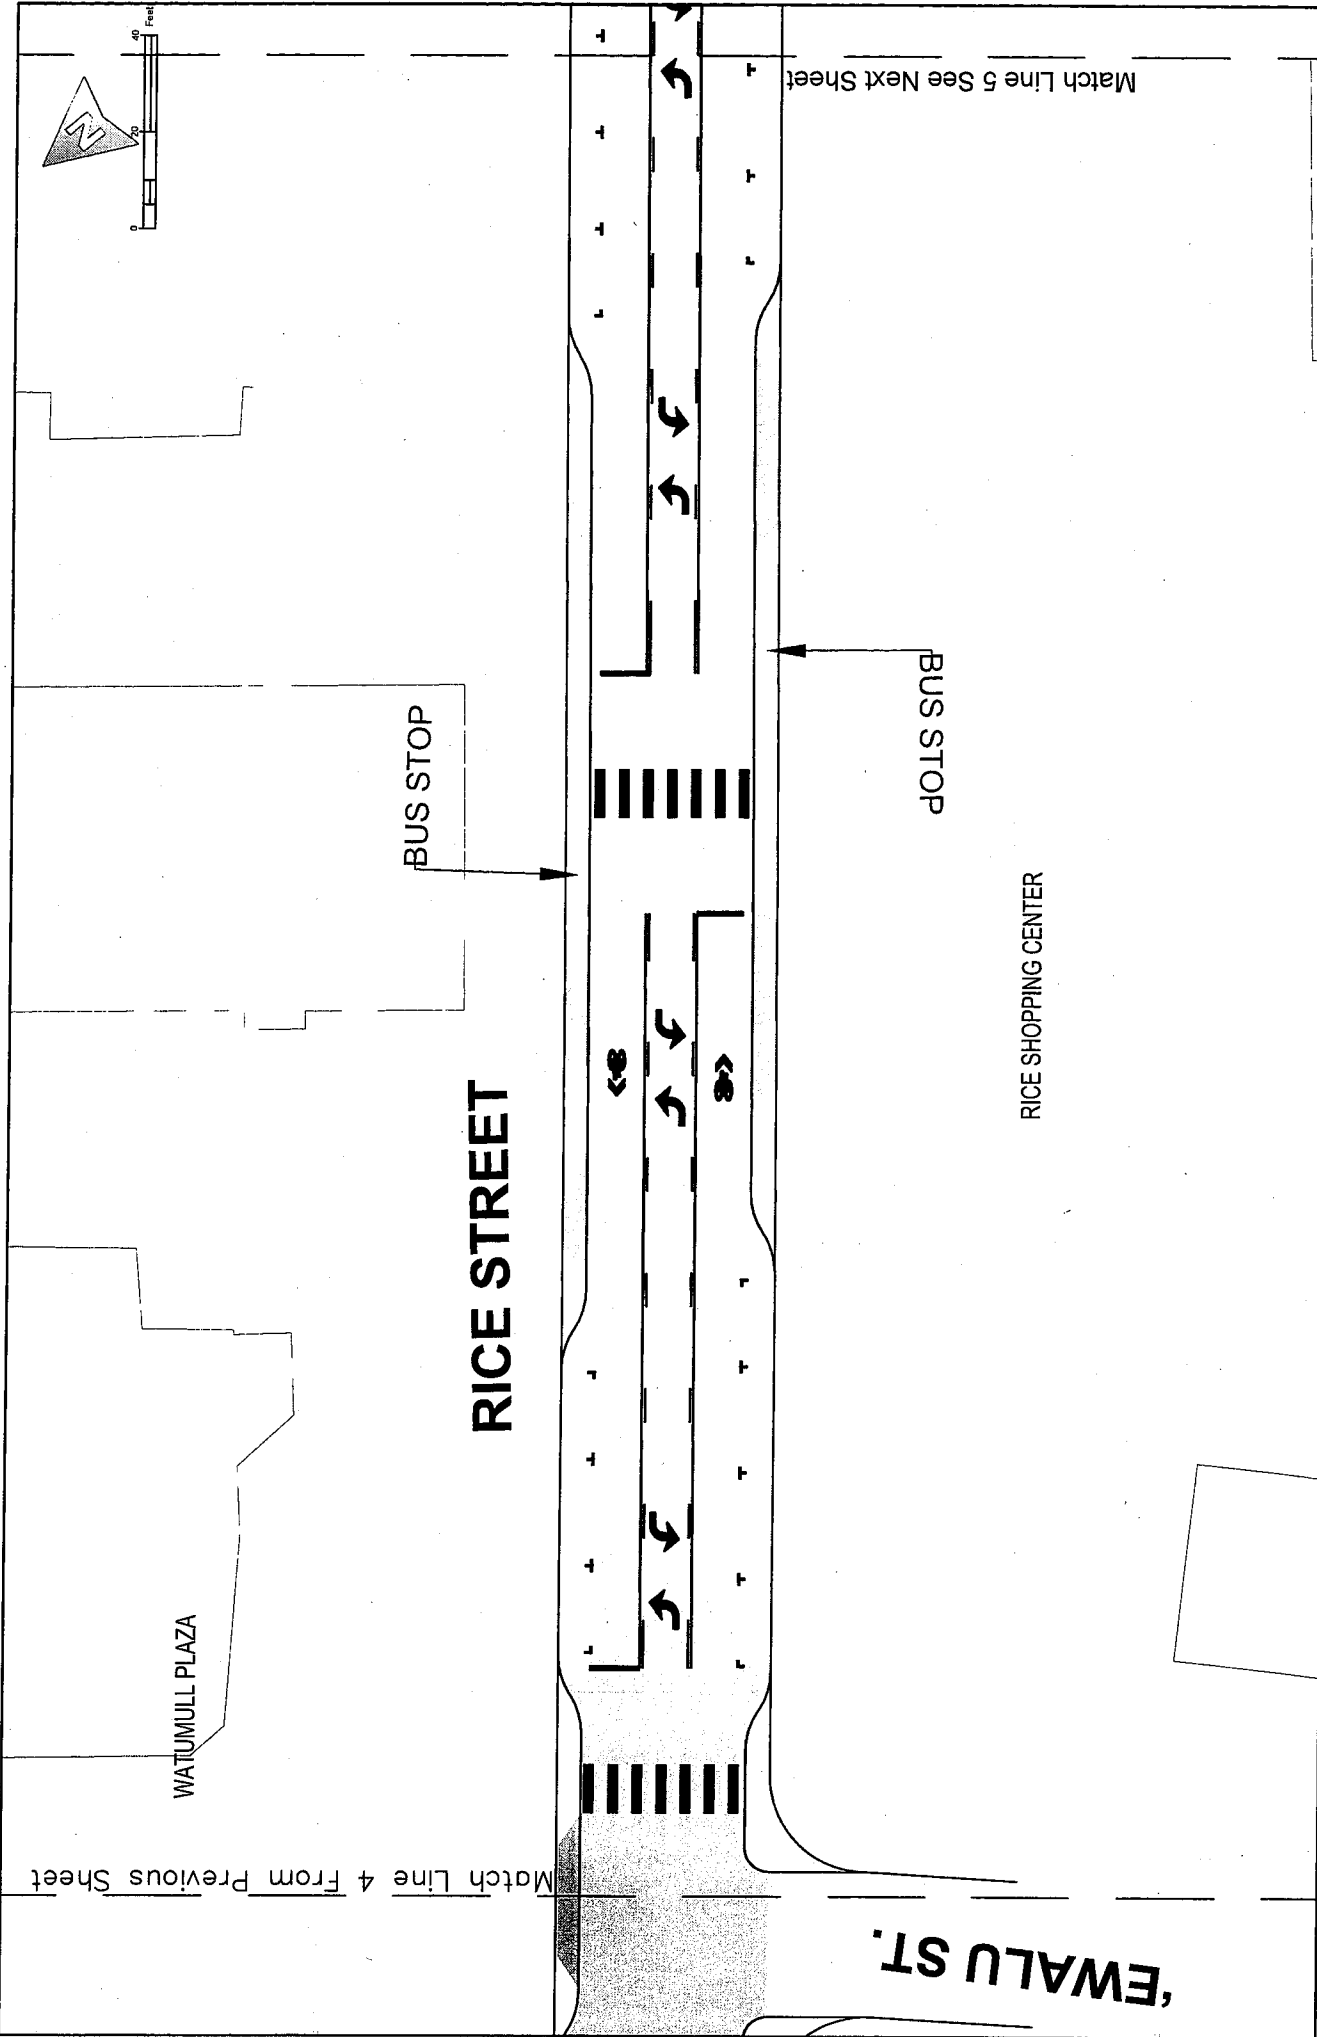 40
Feet
20
0
N
Match Line 5 See Next Sheet
BUS STOP
BUS STOP
RICE STREET
RICE SHOPPING CENTER
WATUMULL PLAZA
Match Line 4 From Previous Sheet
'EWALU ST.